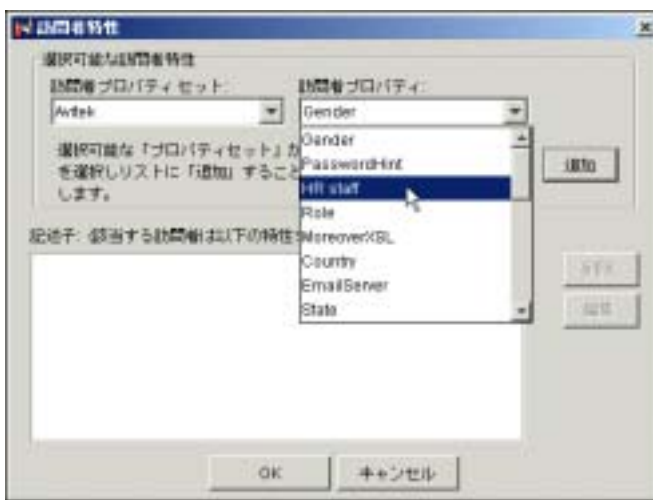 訪問者特性
選択可能な訪問者特性
訪問者プロパティ セット:
訪問者プロパティ:
Avitek
Gender
Gender
PasswordHint
HR staff
Role
MoreoverXSL
Country
EmailServer
State
選択可能な「プロパティセット」か
を選択しリストに「追加」すること
します。
追加
記述子: 該当する訪問者は以下の特性
編集
OK
キャンセル